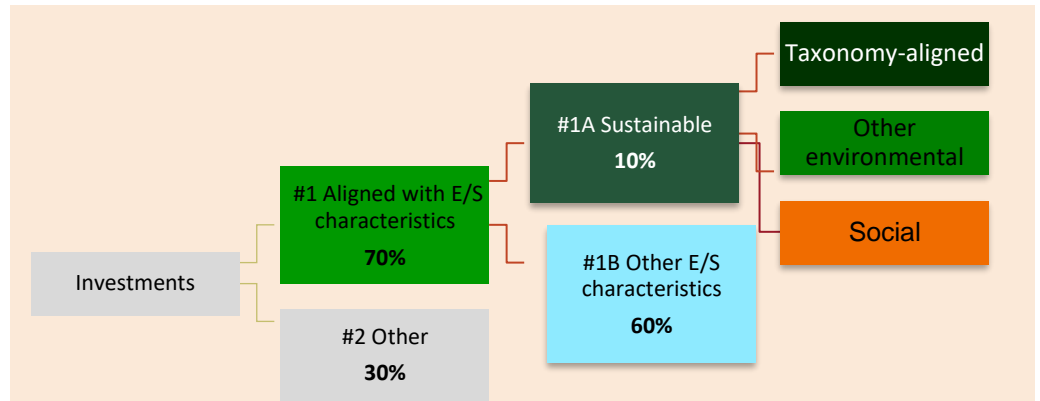 Investments
#1 Aligned with E/S
characteristics
70%
#2 Other
30%
#1A Sustainable
10%
#1B Other E/S
characteristics
60%
Taxonomy-aligned
Other
environmental
Social